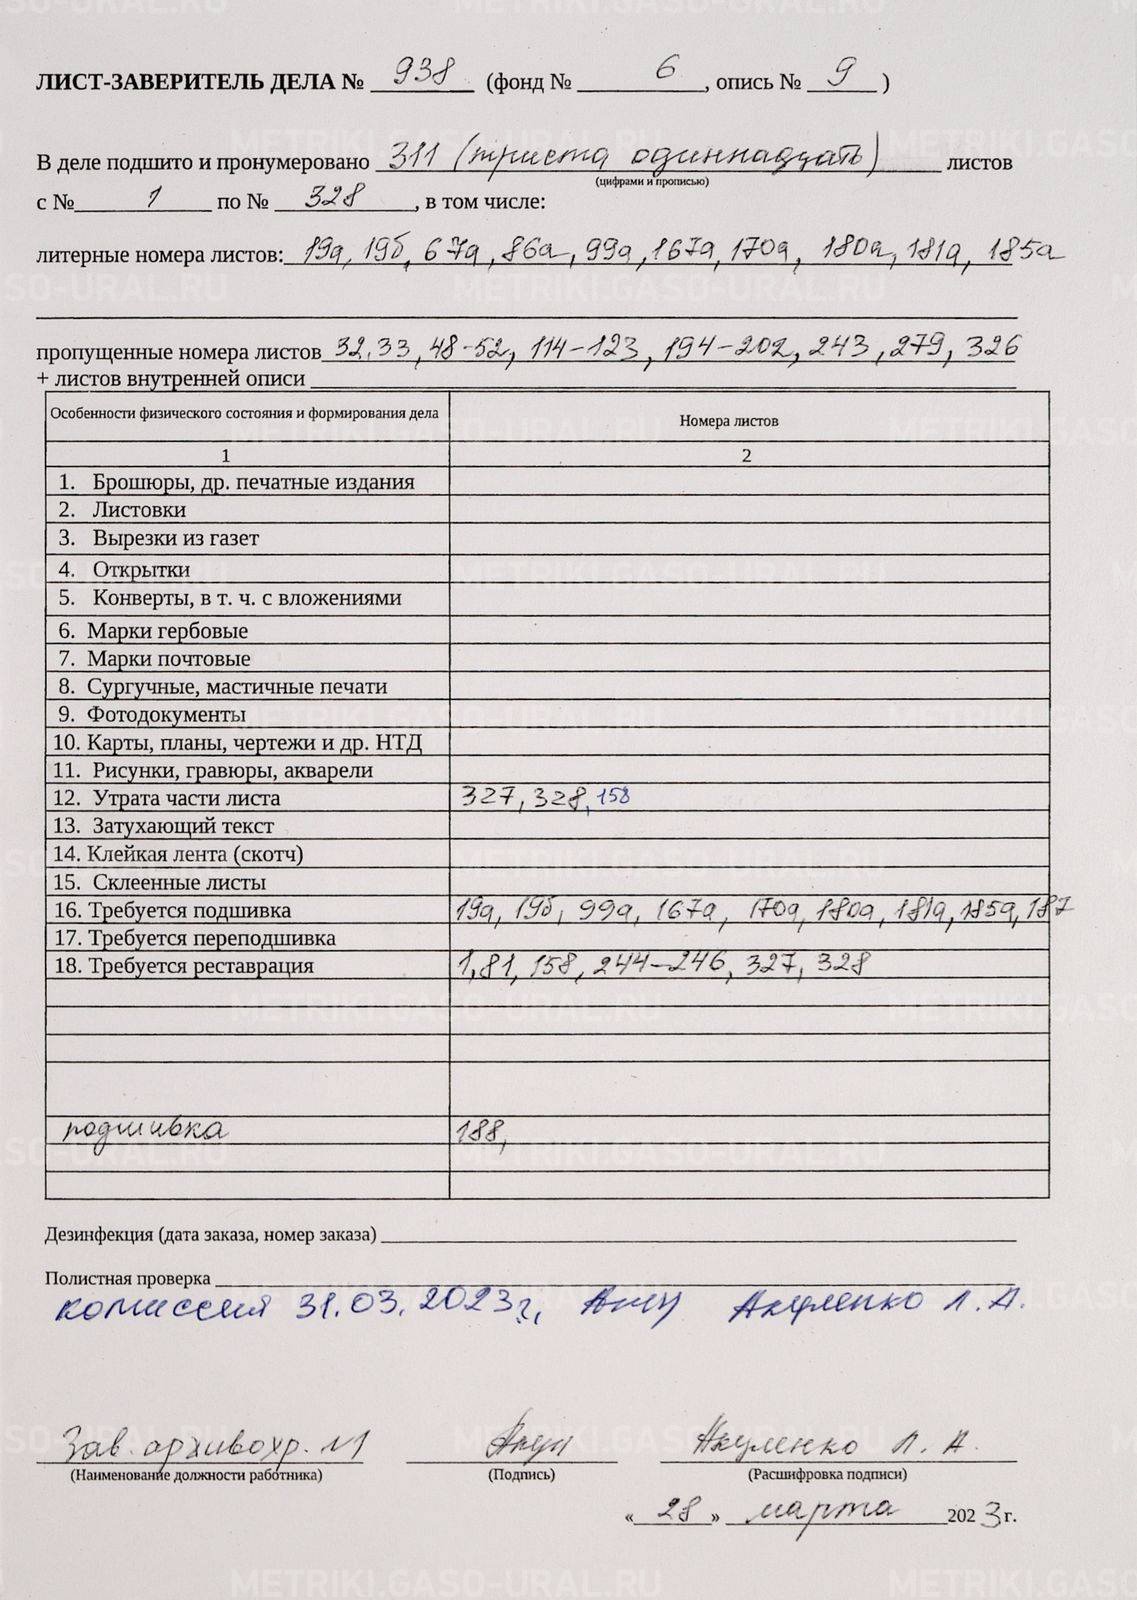 ЛИСТ-ЗАВЕРИТЕЛЬ ДЕЛА № 938 (фонд № 6, опись № 9 )
В деле подшито и пронумеровано 311 (триста одиннадцать) листов
(цифрами и прописью)
с № 1 по № 328, в том числе:
литерные номера листов: 19а, 19б, 67а, 86а, 99а, 167а, 170а, 180а, 181а, 185а
пропущенные номера листов 32, 33, 48-52, 114-123, 194-202, 243, 279, 326
+ листов внутренней описи
Особенности физического состояния и формирования дела Номера листов
1 2
1. Брошюры, др. печатные издания
2. Листовки
3. Вырезки из газет
4. Открытки
5. Конверты, в т. ч. с вложениями
6. Марки гербовые
7. Марки почтовые
8. Сургучные, мастичные печати
9. Фотодокументы
10. Карты, планы, чертежи и др. НТД
11. Рисунки, гравюры, акварели
12. Утрата части листа 327, 328, 158
13. Затухающий текст
14. Клейкая лента (скотч)
15. Склеенные листы
16. Требуется подшивка 19а, 19б, 99а, 167а, 170а, 180а, 181а, 185а, 187
17. Требуется переподшивка
18. Требуется реставрация 1, 81, 158, 244-246, 327, 328
подшивка 188,
Дезинфекция (дата заказа, номер заказа)
Полистная проверка
комиссия 31.03.2023г, Акуленко Л.А.
Зав. архивохр. №1 Акуленко Л. А.
(Наименование должности работника) (Подпись) (Расшифровка подписи)
« 28 » марта 2023 г.
METRIKI.GASO-URAL.RU